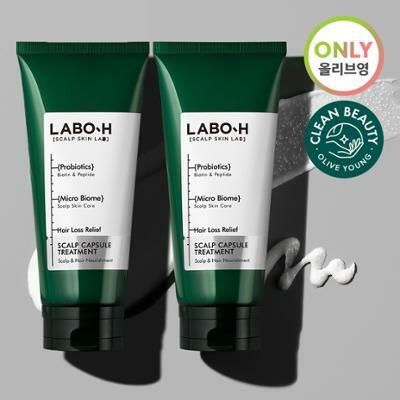 ONLY
올리브영
CLEAN BEAUTY
OLIVE YOUNG
LABO-H
[SCALP SKIN LAB]
{Probiotics}
Biotin & Peptide
{Micro Biome}
Scalp Skin Care
Hair Loss Relief
SCALP CAPSULE
TREATMENT
Scalp & Hair Nourishment
LABO-H
[SCALP SKIN LAB]
{Probiotics}
Biotin & Peptide
{Micro Biome}
Scalp Skin Care
Hair Loss Relief
SCALP CAPSULE
TREATMENT
Scalp & Hair Nourishment